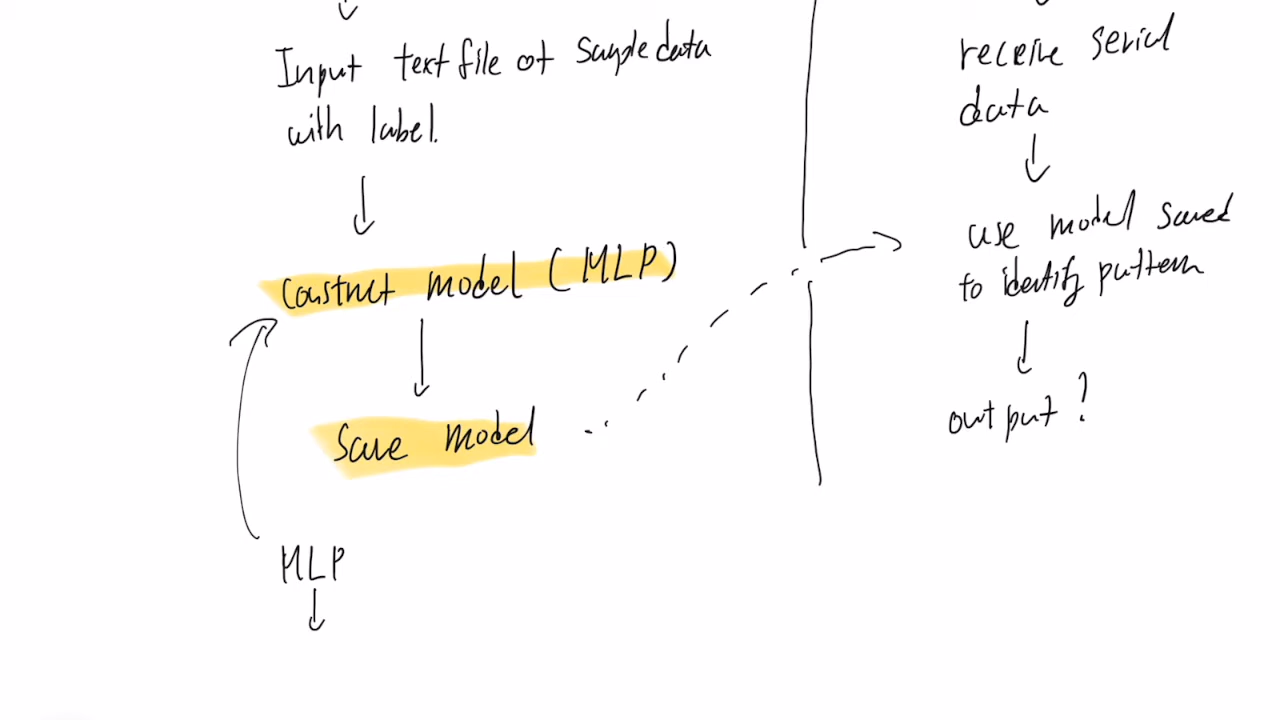 Input text file of sample data
with label.
Construct model (MLP)
Save model
MLP
receive serial
data
use model saved
to identify pattern
output?